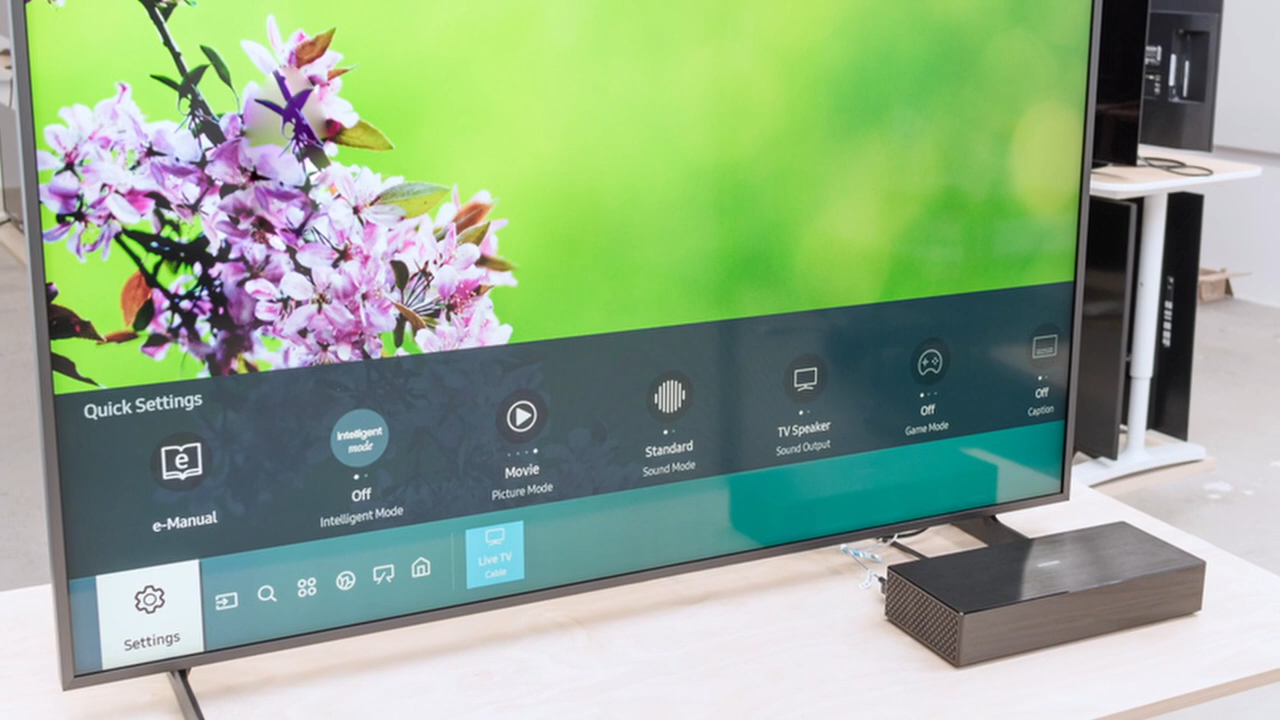 Quick Settings
e-Manual
intelligent
mode
Off
Intelligent Mode
Movie
Picture Mode
Standard
Sound Mode
TV Speaker
Sound Output
Off
Game Mode
Off
Caption
Settings
Live TV
Cable